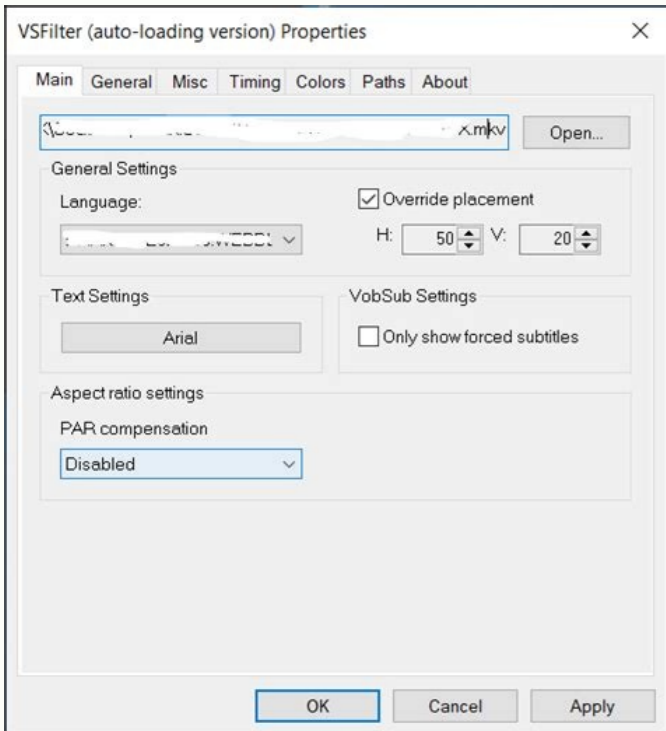 VSFilter (auto-loading version) Properties
Main General Misc Timing Colors Paths About
X.mkv Open...
General Settings
Language: Override placement
H: 50 V: 20
Text Settings VobSub Settings
Arial Only show forced subtitles
Aspect ratio settings
PAR compensation
Disabled
OK Cancel Apply